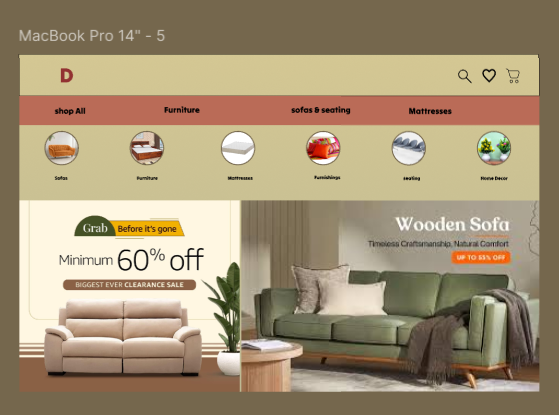 MacBook Pro 14" - 5
D
shop All Furniture sofas & seating Mattresses
Sofas Furniture Mattresses Furnishings seating Home Decor
Grab Before it's gone
Minimum 60% off
BIGGEST EVER CLEARANCE SALE
Wooden Sofa
Timeless Craftsmanship, Natural Comfort
UP TO 55% OFF